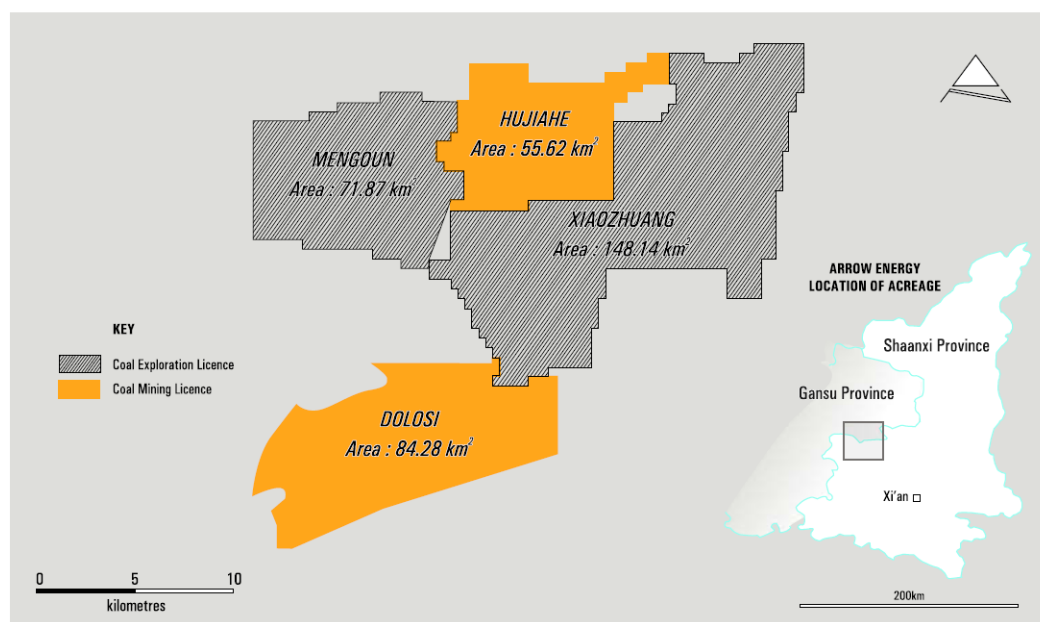 HUJIAHE
Area : 55.62 km²
MENGOUN
Area : 71.87 km²
XIAOZHUANG
Area : 148.14 km²
ARROW ENERGY
LOCATION OF ACREAGE
KEY
Coal Exploration Licence
Coal Mining Licence
Shaanxi Province
Gansu Province
DOLOSI
Area : 84.28 km²
Xi'an
0 5 10
kilometres
200km